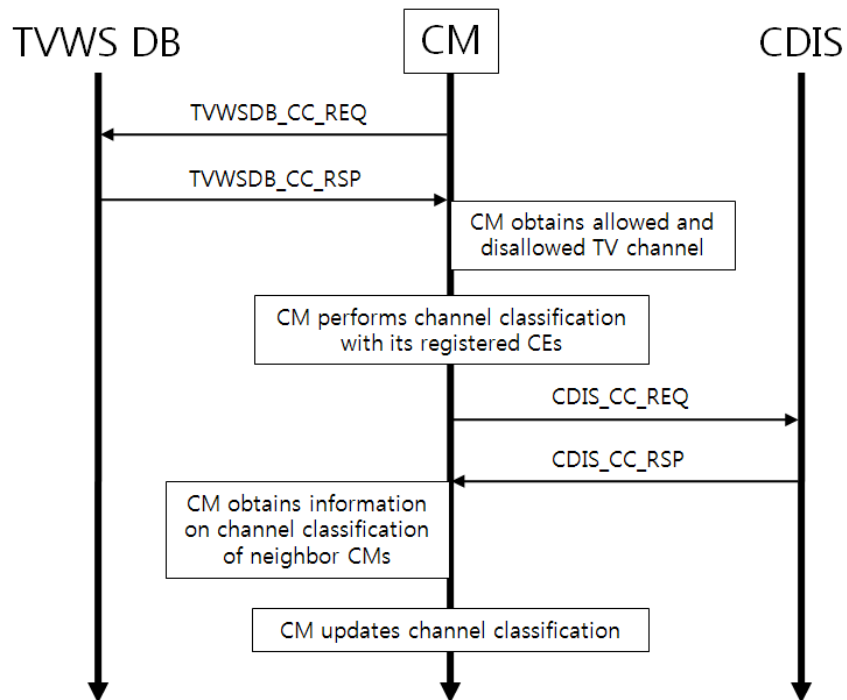 TVWS DB
CM
CDIS
TVWSDB_CC_REQ
TVWSDB_CC_RSP
CM obtains allowed and
disallowed TV channel
CM performs channel classification
with its registered CEs
CDIS_CC_REQ
CDIS_CC_RSP
CM obtains information
on channel classification
of neighbor CMs
CM updates channel classification